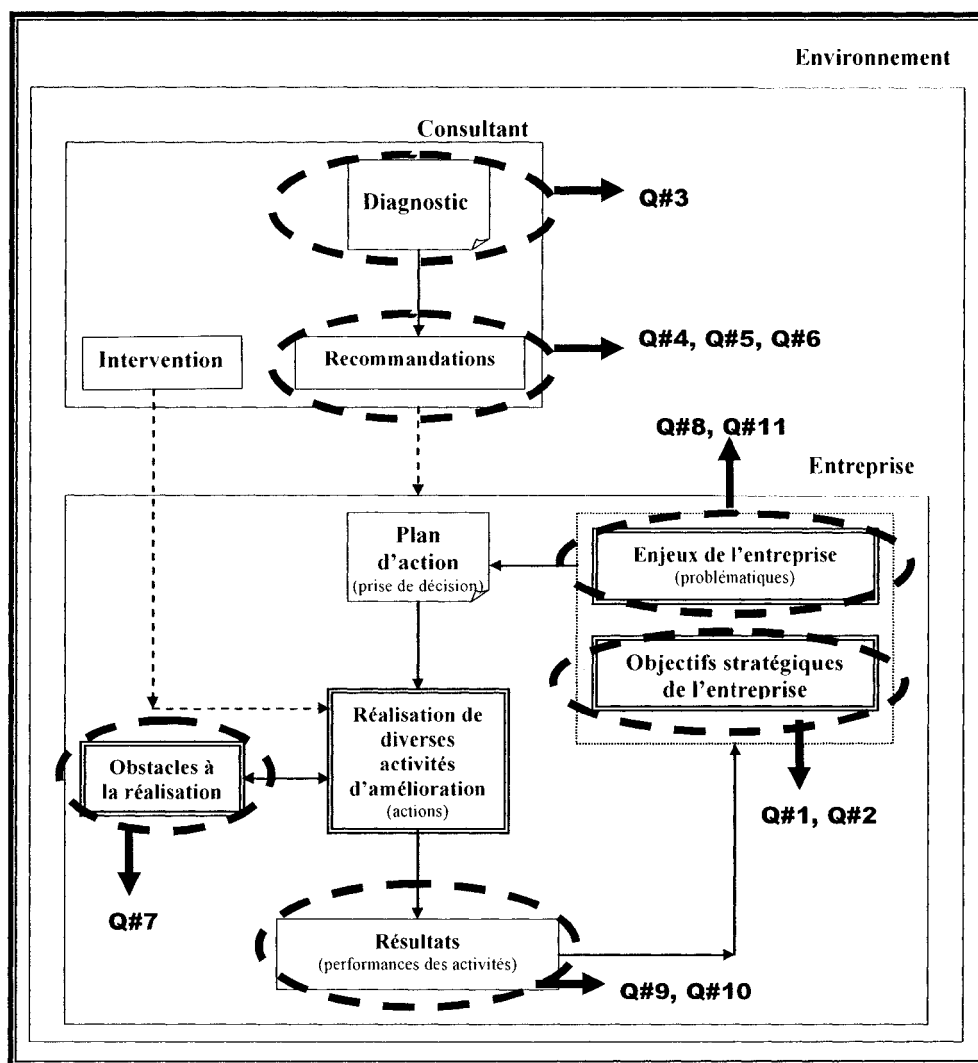 Environnement
Consultant
Diagnostic
Q#3
Intervention
Recommandations
Q#4, Q#5, Q#6
Q#8, Q#11
Entreprise
Plan
d'action
(prise de décision)
Enjeux de l'entreprise
(problématiques)
Objectifs stratégiques
de l'entreprise
Réalisation de
diverses
activités
d'amélioration
(actions)
Obstacles à
la réalisation
Q#1, Q#2
Q#7
Résultats
(performances des activités)
Q#9, Q#10